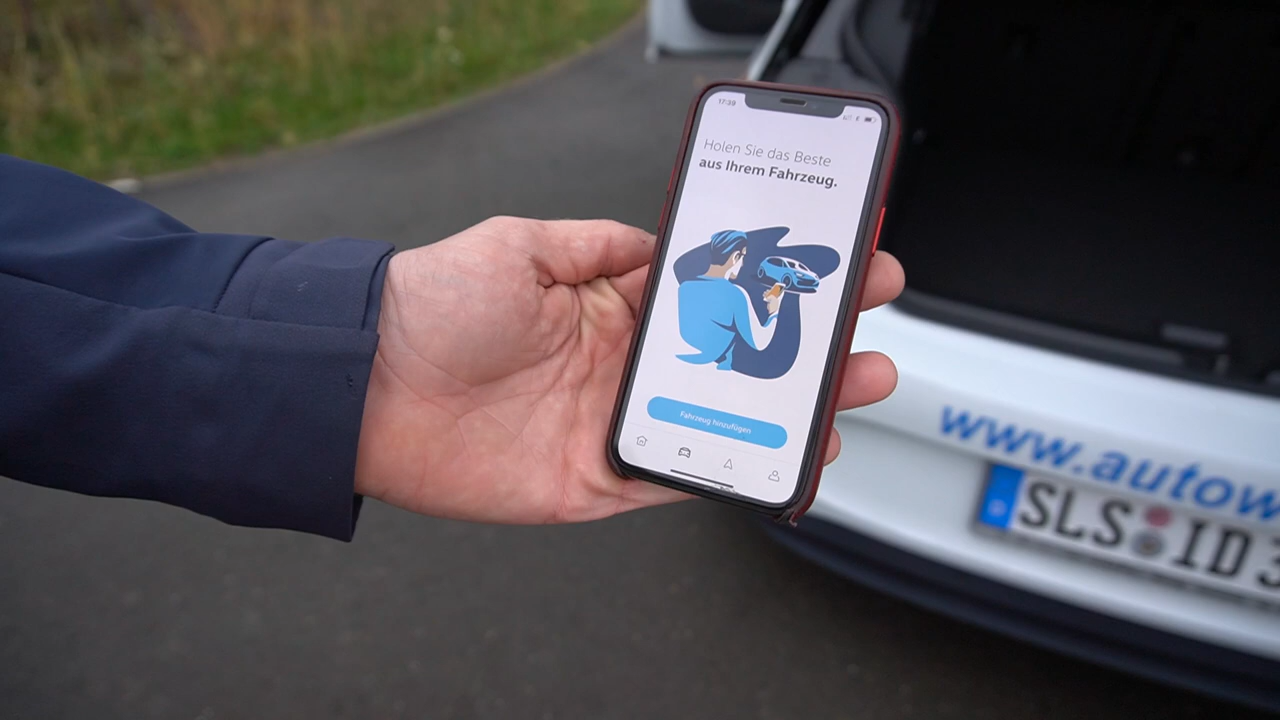 17:39
Holen Sie das Beste
aus Ihrem Fahrzeug.
Fahrzeug hinzufügen
www.autow
SLS ID 3